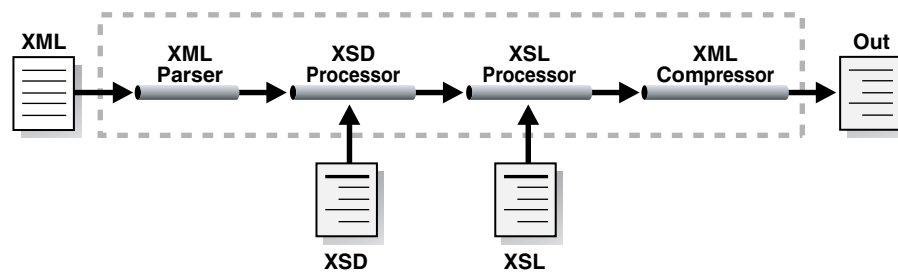 XML
XML
Parser
XSD
Processor
XSL
Processor
XML
Compressor
Out
XSD
XSL